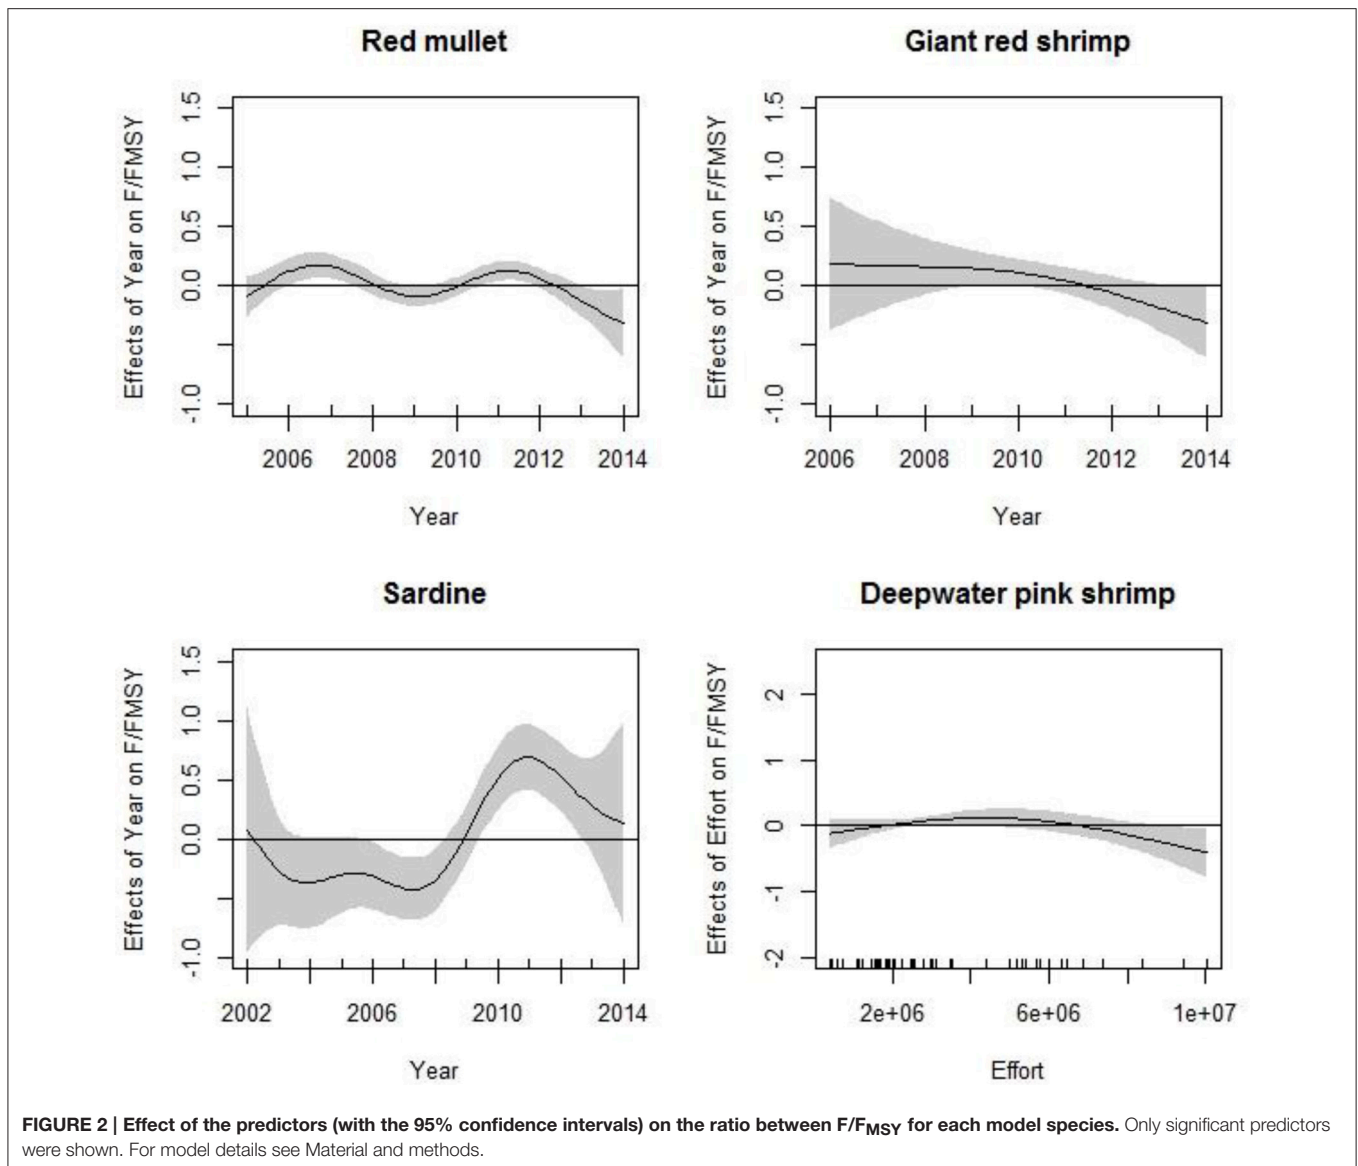 Red mullet
Effects of Year on F/FMSY
1.5
1.0
0.5
0.0
-1.0
2006 2008 2010 2012 2014
Year
Giant red shrimp
Effects of Year on F/FMSY
1.5
1.0
0.5
0.0
-1.0
2006 2008 2010 2012 2014
Year
Sardine
Effects of Year on F/FMSY
1.5
1.0
0.5
0.0
-1.0
2002 2006 2010 2014
Year
Deepwater pink shrimp
Effects of Effort on F/FMSY
2
1
0
-1
-2
2e+06 6e+06 1e+07
Effort
FIGURE 2 | Effect of the predictors (with the 95% confidence intervals) on the ratio between F/FMSY for each model species. Only significant predictors
were shown. For model details see Material and methods.